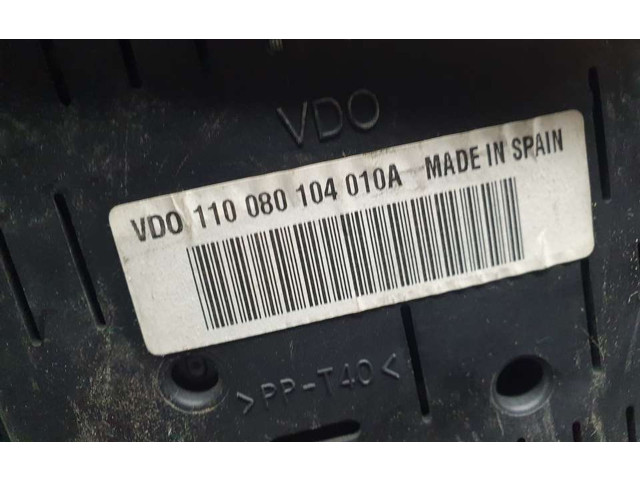 VDO
VDO 110 080 104 010A MADE IN SPAIN
>PP-T40<